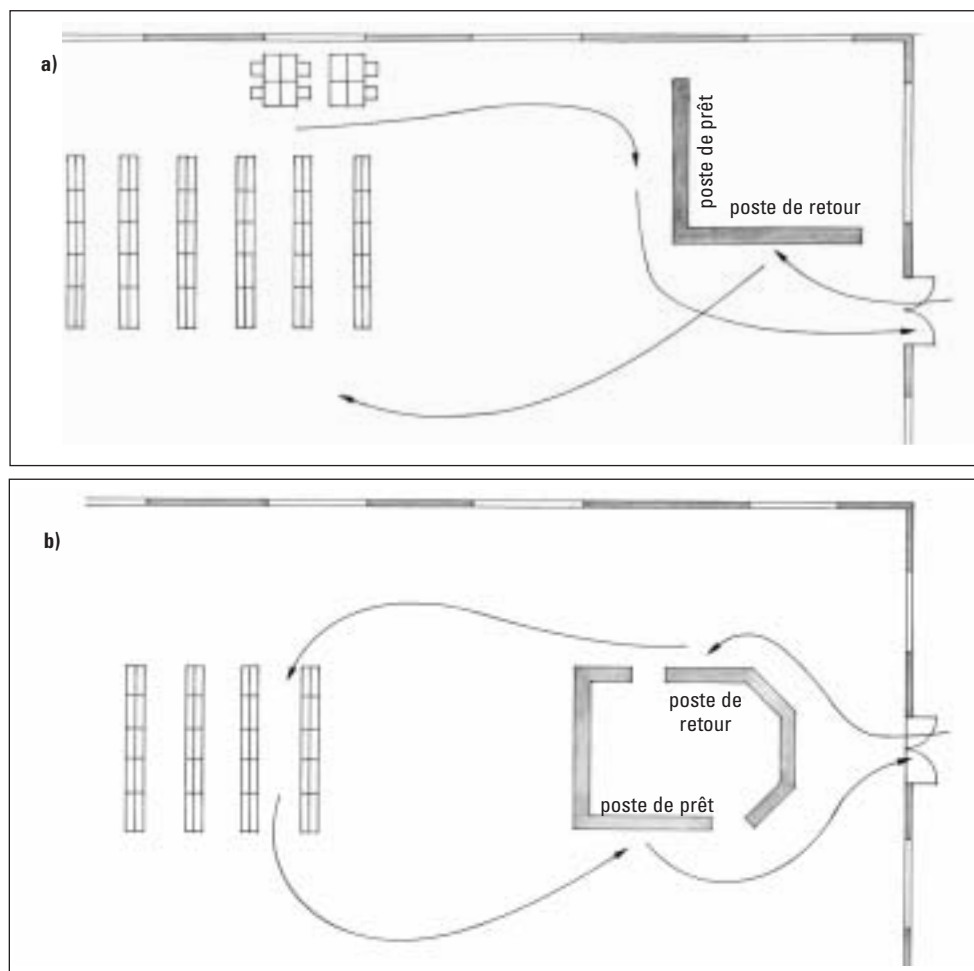 a)
poste de prêt
poste de retour
b)
poste de
retour
poste de prêt